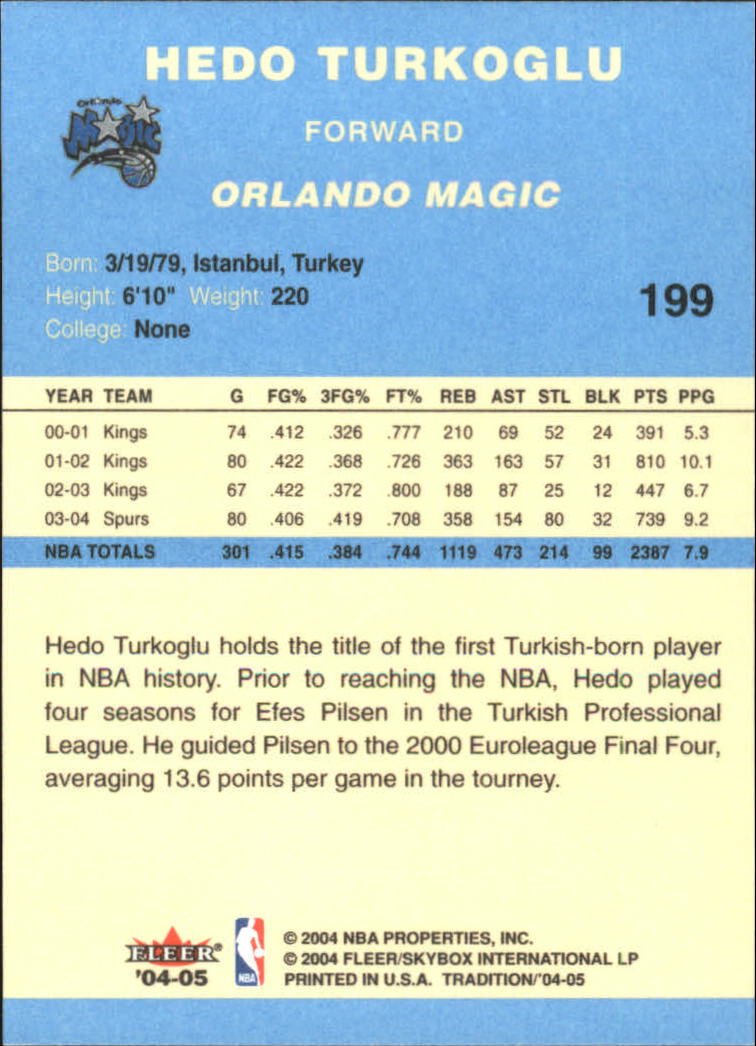 HEDO TURKOGLU
Orlando
Magic
FORWARD
ORLANDO MAGIC
Born: 3/19/79, Istanbul, Turkey
Height: 6'10" Weight: 220
College: None
199
YEAR TEAM G FG% 3FG% FT% REB AST STL BLK PTS PPG
00-01 Kings 74 .412 .326 .777 210 69 52 24 391 5.3
01-02 Kings 80 .422 .368 .726 363 163 57 31 810 10.1
02-03 Kings 67 .422 .372 .800 188 87 25 12 447 6.7
03-04 Spurs 80 .406 .419 .708 358 154 80 32 739 9.2
NBA TOTALS 301 .415 .384 .744 1119 473 214 99 2387 7.9
Hedo Turkoglu holds the title of the first Turkish-born player
in NBA history. Prior to reaching the NBA, Hedo played
four seasons for Efes Pilsen in the Turkish Professional
League. He guided Pilsen to the 2000 Euroleague Final Four,
averaging 13.6 points per game in the tourney.
FLEER®
'04-05
NBA
© 2004 NBA PROPERTIES, INC.
© 2004 FLEER/SKYBOX INTERNATIONAL LP
PRINTED IN U.S.A. TRADITION/'04-05